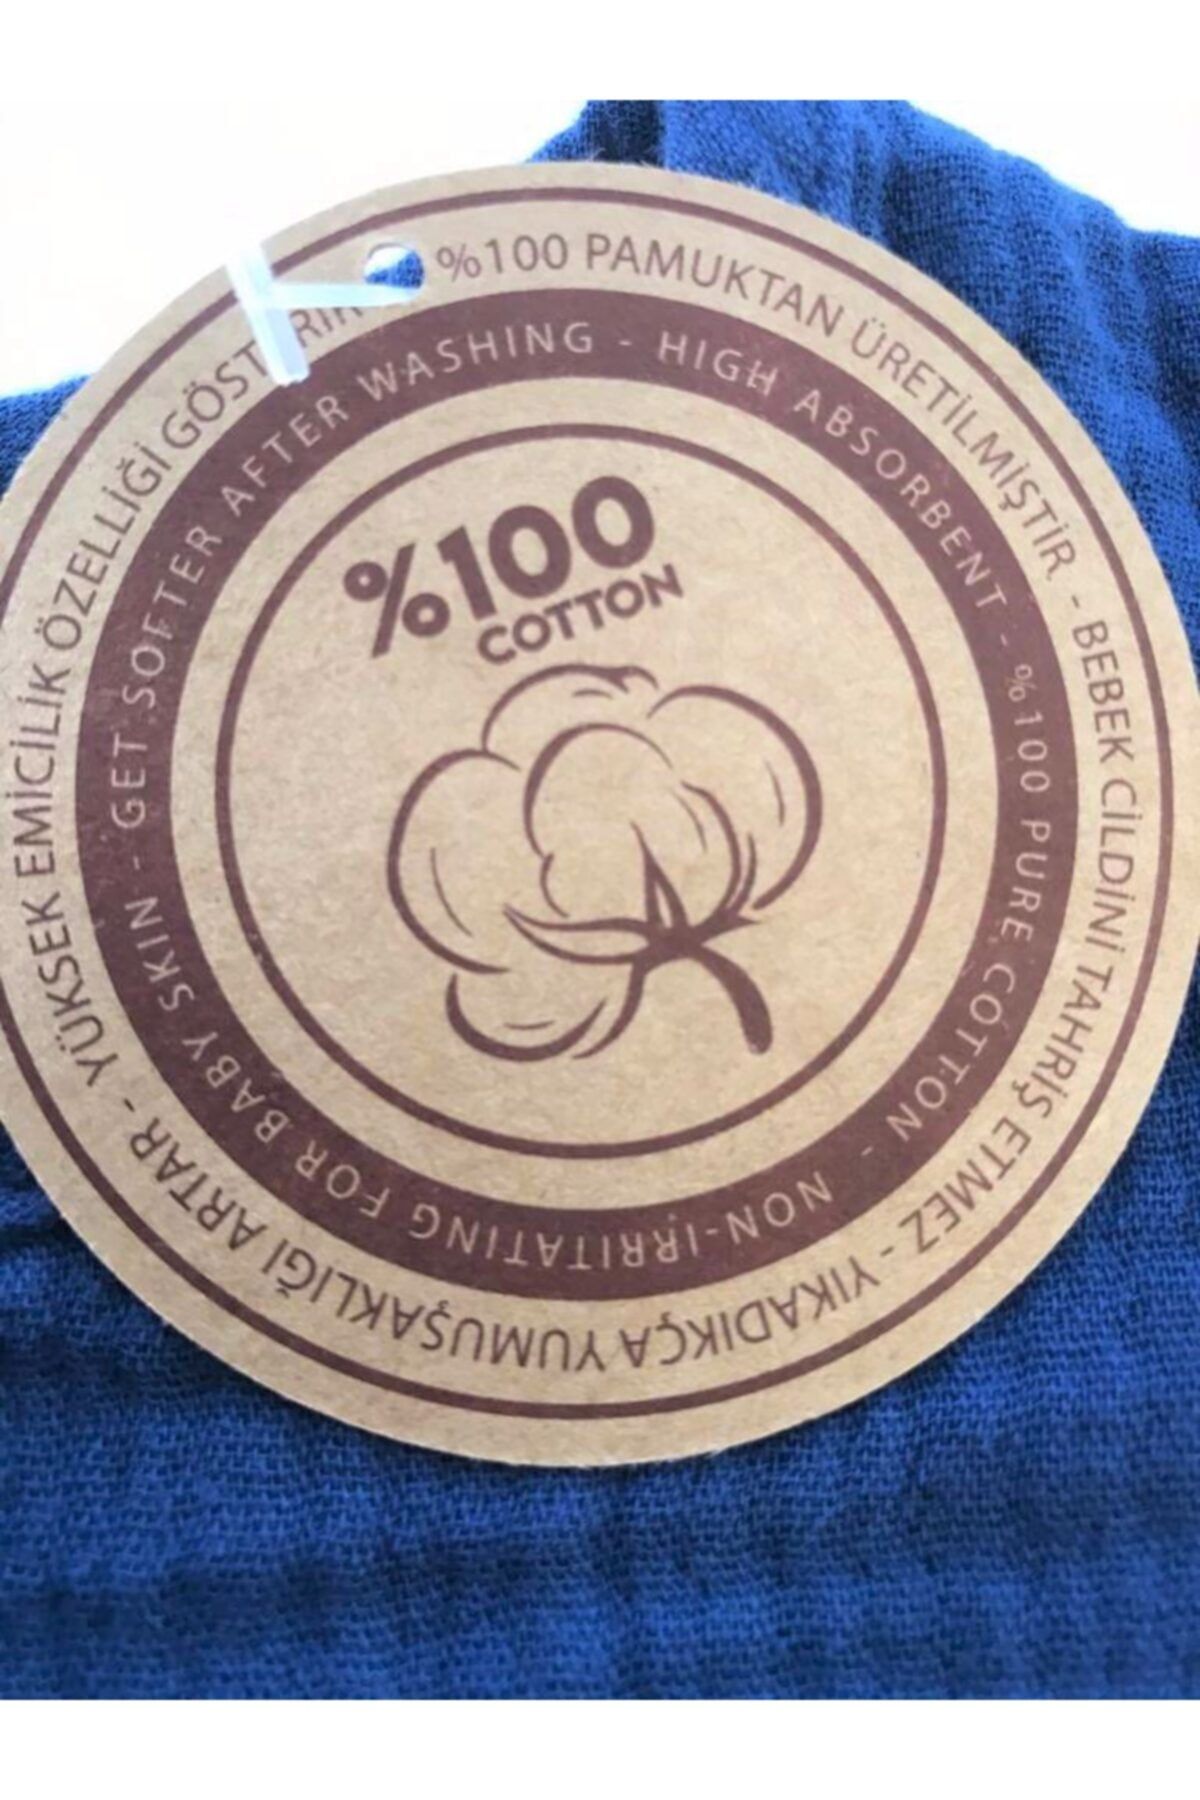 %100 PAMUKTAN ÜRETİLMİŞTİR - BEBEK CİLDİNİ TAHRİŞ ETMEZ - YIKADIKÇA YUMUŞAKLIĞI ARTAR - YÜKSEK EMİCİLİK ÖZELLİĞİ
HIGH ABSORBENT - %100 PURE COTTON - NON-IRRITATING FOR BABY SKIN - GET SOFTER AFTER WASHING -
%100
COTTON